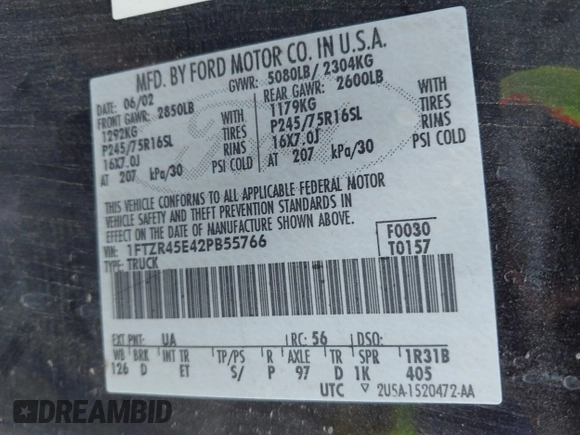 MFD. BY FORD MOTOR CO. IN U.S.A.
DATE: 06/02 GVWR: 5080LB/ 2304KG
FRONT GAWR: 2850LB REAR GAWR: 2600LB
1292KG WITH 1179KG WITH
P245/75R16SL TIRES P245/75R16SL TIRES
16X7.0J RIMS 16X7.0J RIMS
AT 207 kPa/30 PSI COLD AT 207 kPa/30 PSI COLD
THIS VEHICLE CONFORMS TO ALL APPLICABLE FEDERAL MOTOR
VEHICLE SAFETY AND THEFT PREVENTION STANDARDS IN
EFFECT ON THE DATE OF MANUFACTURE SHOWN ABOVE.
VIN: 1FTZR45E42PB55766 F0030
TYPE: TRUCK T0157
EXT PNT: UA RC: 56 DSO:
WB BRK INT TR TP/PS R AXLE TR SPR 1R31B
126 D ET S/ P 97 D 1K 405
UTC ▽ 2U5A-1520472-AA
DREAMBID